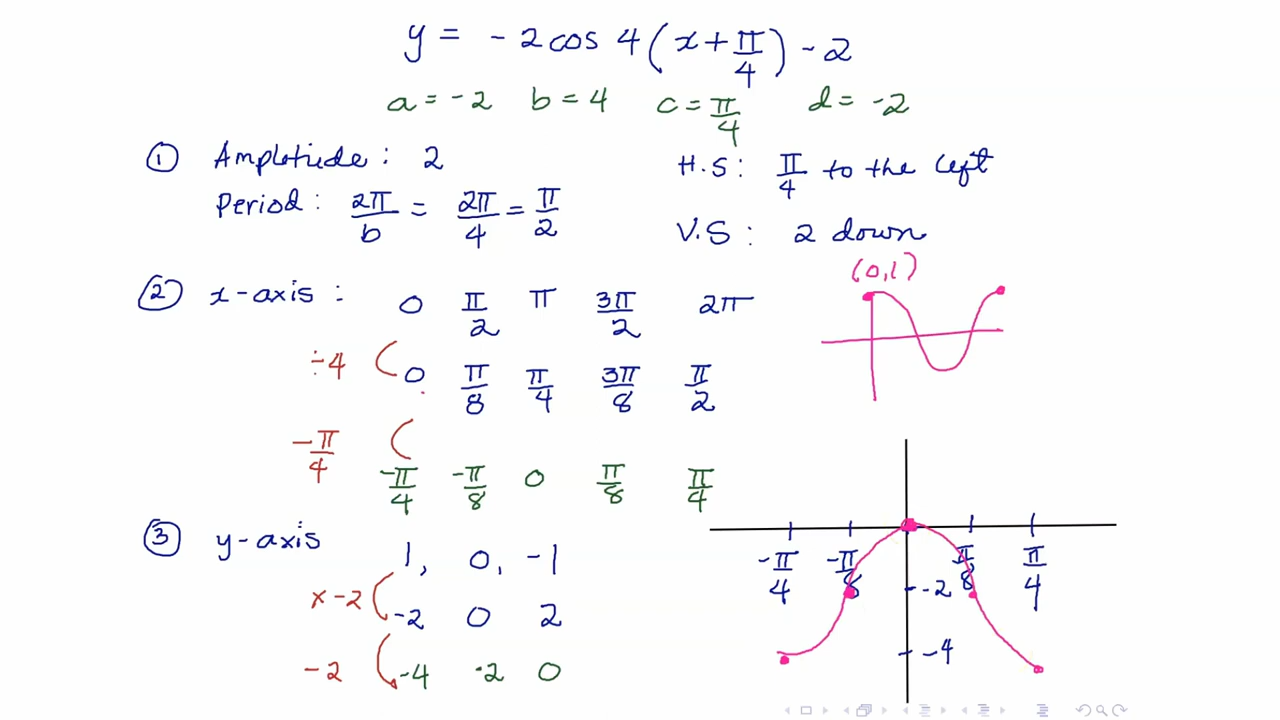 y = -2cos 4(x+π/4) -2
a = -2 b = 4 c = π/4 d = -2
① Amplitude: 2 H.S: π/4 to the left
Period: 2π/b = 2π/4 = π/2 V.S: 2 down
(0,1)
② x-axis: 0 π/2 π 3π/2 2π
÷4 0 π/8 π/4 3π/8 π/2
-π/4
-π/4 -π/8 0 π/8 π/4
③ y-axis 1, 0, -1
x-2 -2 0 2
-2 -4 -2 0
-π/4 -π/8 π/8 π/4
-2
-4